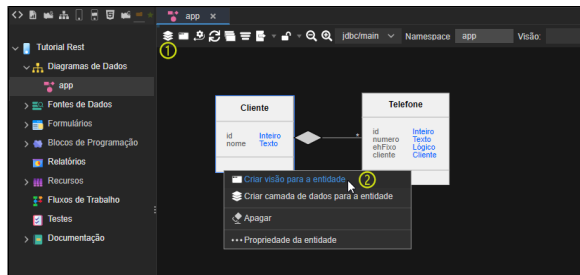 app x
jdbc/main Namespace app Visão:
1
Tutorial Rest
Diagramas de Dados
app
Fontes de Dados
Formulários
Blocos de Programação
Relatórios
Recursos
Fluxos de Trabalho
Testes
Documentação
Cliente
id Inteiro
nome Texto
*
Telefone
id Inteiro
numero Texto
ehFixo Lógico
cliente Cliente
Criar visão para a entidade 2
Criar camada de dados para a entidade
Apagar
Propriedade da entidade